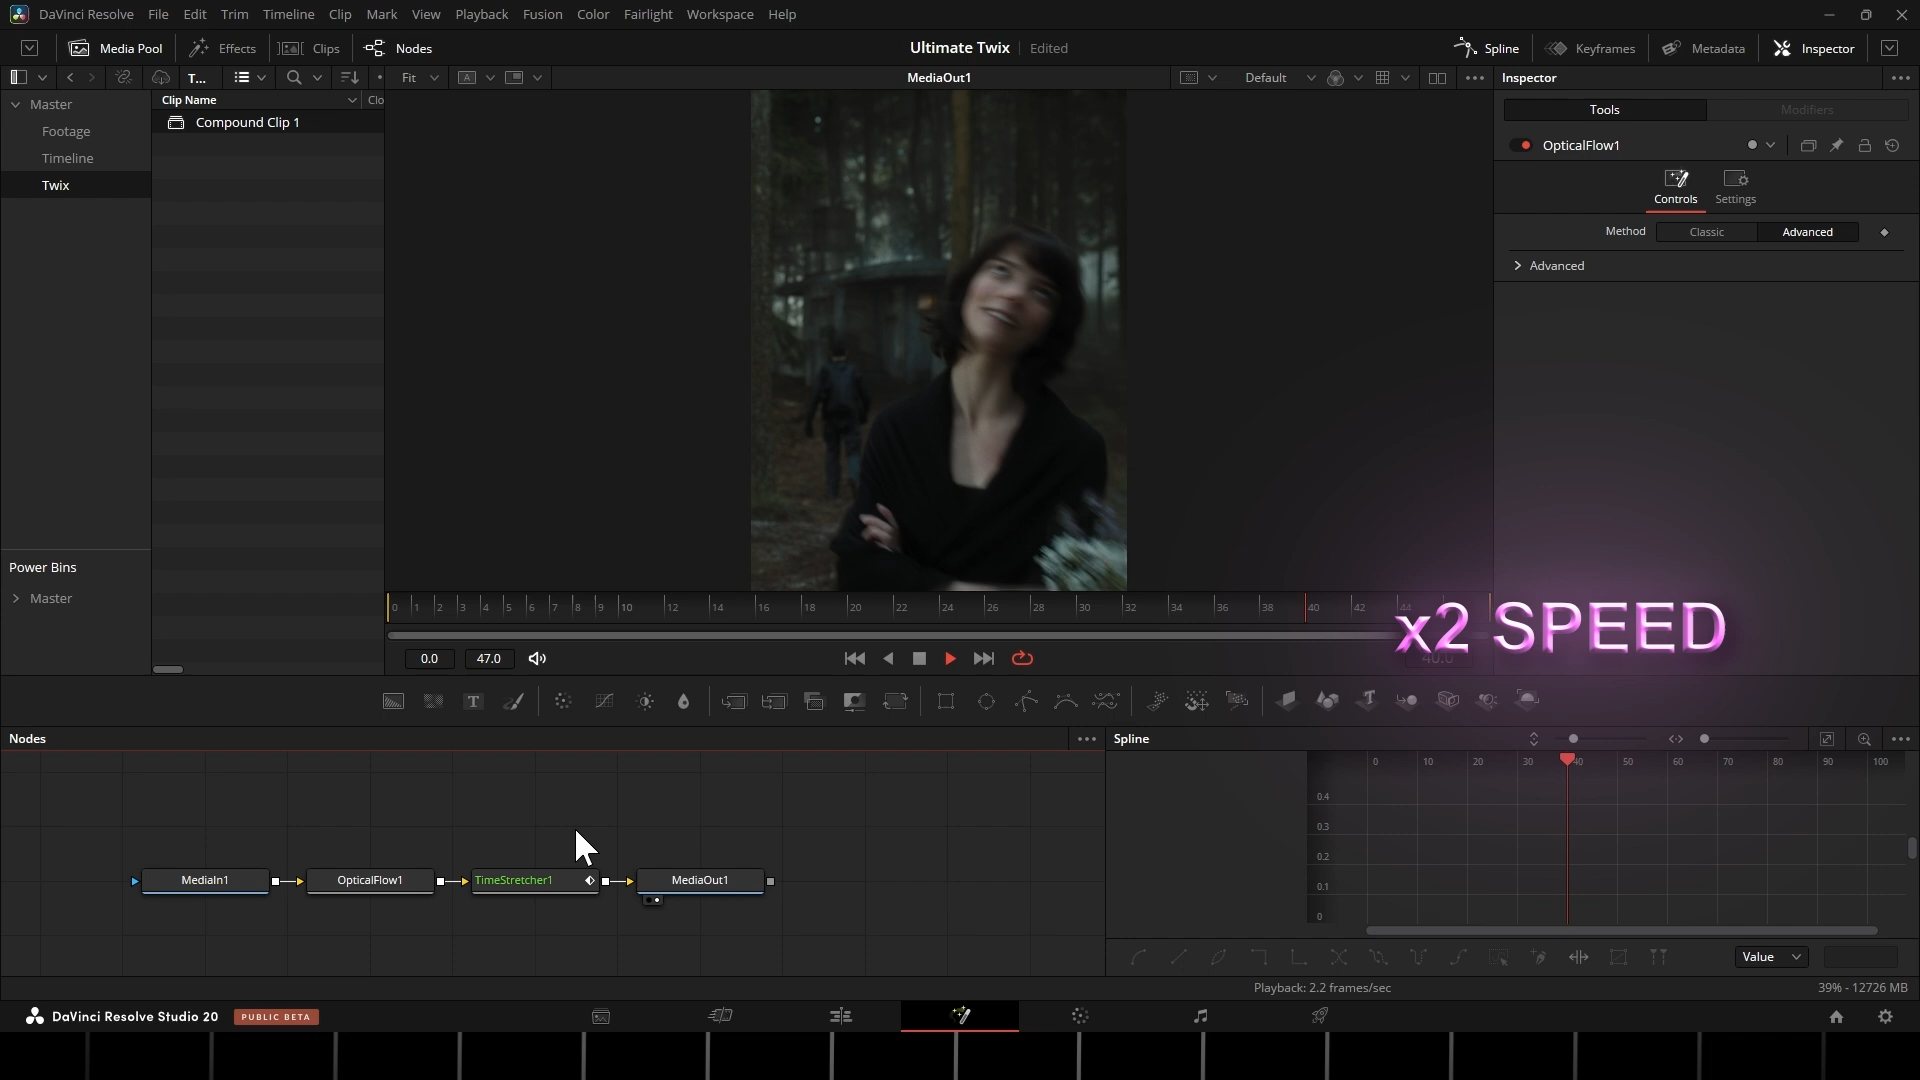 DaVinci Resolve File Edit Trim Timeline Clip Mark View Playback Fusion Color Fairlight Workspace Help
Media Pool Effects Clips Nodes Ultimate Twix Edited Spline Keyframes Metadata Inspector
T... Fit A MediaOut1 Default Inspector
Master Clip Name Clo
Footage Compound Clip 1
Timeline
Twix
Tools Modifiers
OpticalFlow1
Controls Settings
Method Classic Advanced
Advanced
Power Bins
Master
0 1 2 3 4 5 6 7 8 9 10 12 14 16 18 20 22 24 26 28 30 32 34 36 38 40 42 44
x2 SPEED
0.0 47.0 40.0
Nodes Spline
0 10 20 30 40 50 60 70 80 90 100
0.4
0.3
0.2
0.1
0
MediaIn1 OpticalFlow1 TimeStretcher1 MediaOut1
Value
Playback: 2.2 frames/sec 39% - 12726 MB
DaVinci Resolve Studio 20 PUBLIC BETA